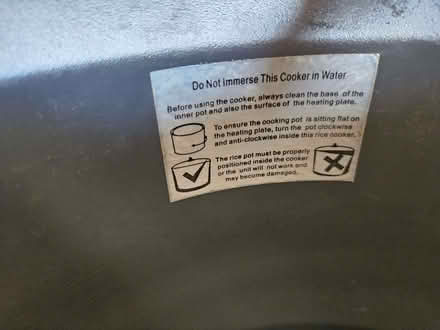 Do Not Immerse This Cooker in Water
Before using the cooker, always clean the base of the
inner pot and also the surface of the heating plate.
To ensure the cooking pot is sitting flat on
the heating plate, turn the pot clockwise
and anti-clockwise inside this rice cooker.
The rice pot must be properly
positioned inside the cooker
or the unit will not work and
may become damaged.